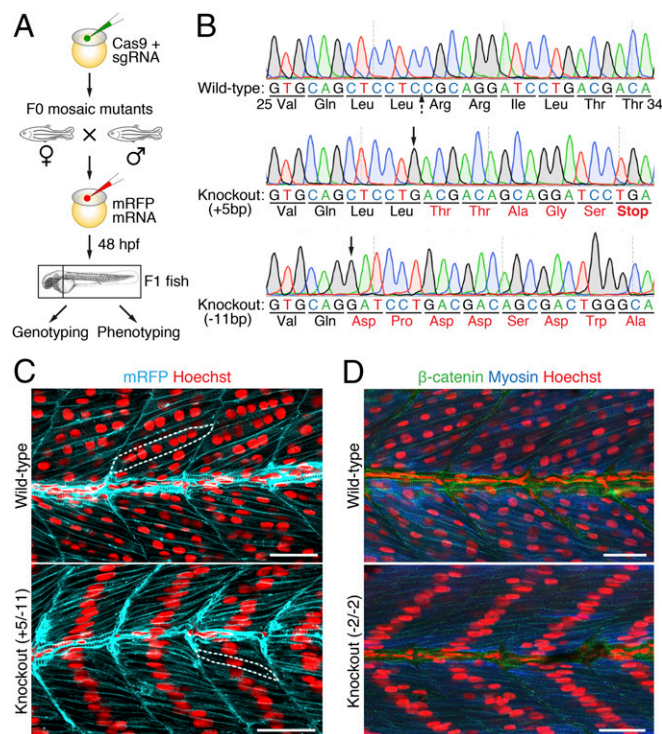 A
Cas9 +
sgRNA
F0 mosaic mutants
♀ × ♂
mRFP
mRNA
48 hpf
F1 fish
Genotyping Phenotyping
B
Wild-type: GTGCAGCTCCTCCGCAGGATCCTGACGACA
25 Val Gln Leu Leu Arg Arg Ile Leu Thr Thr 34
Knockout: GTGCAGCTCCTGACGACAGCAGGATCCTGA
(+5bp) Val Gln Leu Leu Thr Thr Ala Gly Ser Stop
Knockout: GTGCAGGATCCTGACGACAGCGACTGGGCA
(-11bp) Val Gln Asp Pro Asp Asp Ser Asp Trp Ala
C
mRFP Hoechst
Wild-type
Knockout (+5/-11)
D
β-catenin Myosin Hoechst
Wild-type
Knockout (-2/-2)